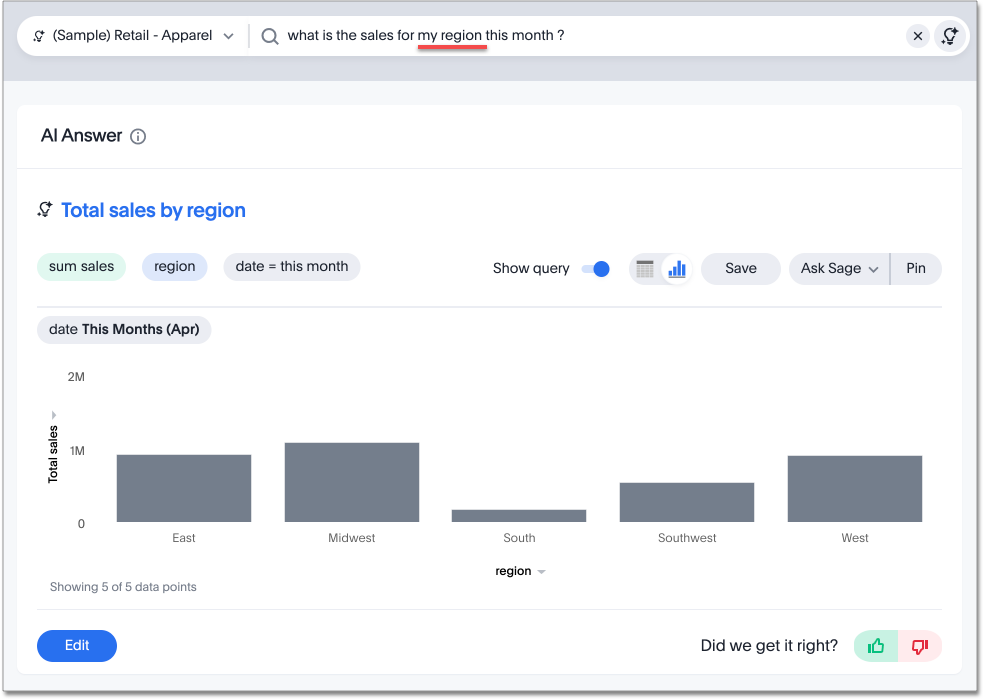 (Sample) Retail - Apparel
what is the sales for my region this month ?
AI Answer
Total sales by region
sum sales region date = this month Show query Save Ask Sage Pin
date This Months (Apr)
2M
1M
0
Total sales
East Midwest South Southwest West
region
Showing 5 of 5 data points
Edit Did we get it right?